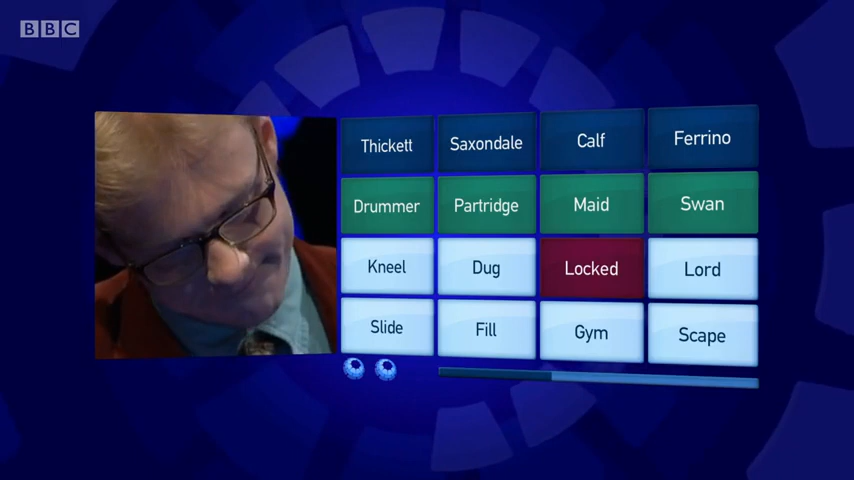 BBC
Thickett Saxondale Calf Ferrino
Drummer Partridge Maid Swan
Kneel Dug Locked Lord
Slide Fill Gym Scape